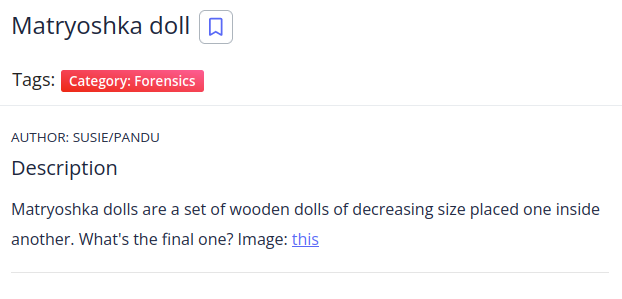 Matryoshka doll
Tags: Category: Forensics
AUTHOR: SUSIE/PANDU
Description
Matryoshka dolls are a set of wooden dolls of decreasing size placed one inside
another. What's the final one? Image: this